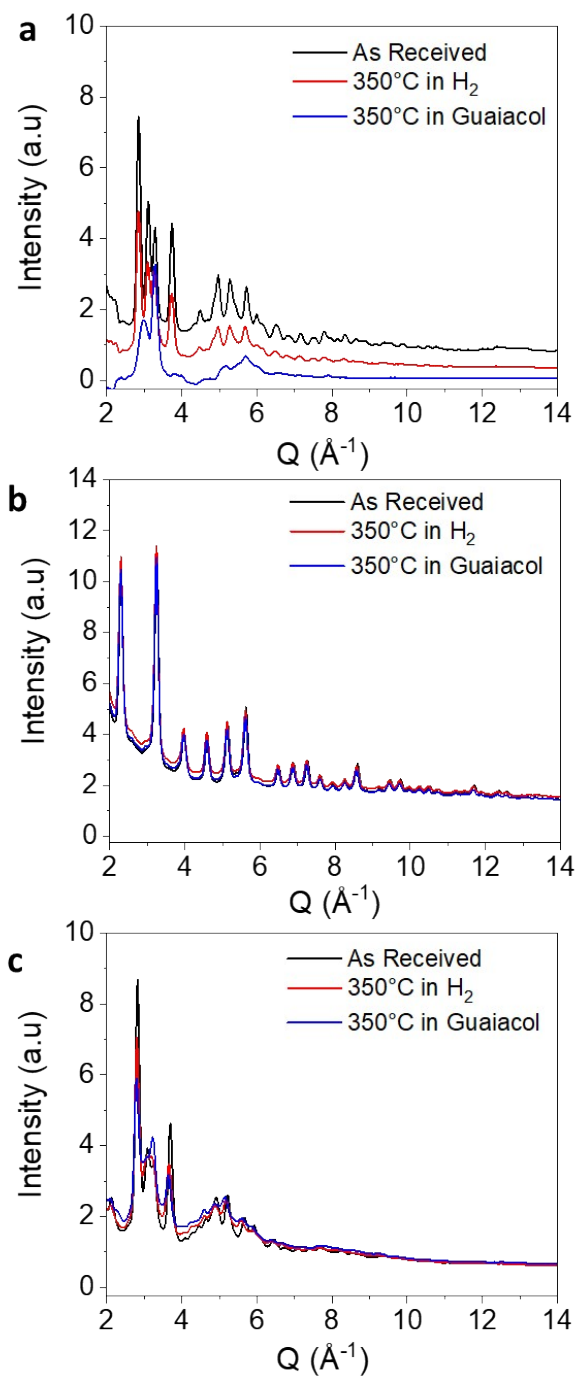 a
10
8
6
4
2
0
Intensity (a.u)
As Received
350°C in H₂
350°C in Guaiacol
2 4 6 8 10 12 14
Q (Å⁻¹)
b
14
12
10
8
6
4
2
0
Intensity (a.u)
As Received
350°C in H₂
350°C in Guaiacol
2 4 6 8 10 12 14
Q (Å⁻¹)
c
10
8
6
4
2
0
Intensity (a.u)
As Received
350°C in H₂
350°C in Guaiacol
2 4 6 8 10 12 14
Q (Å⁻¹)